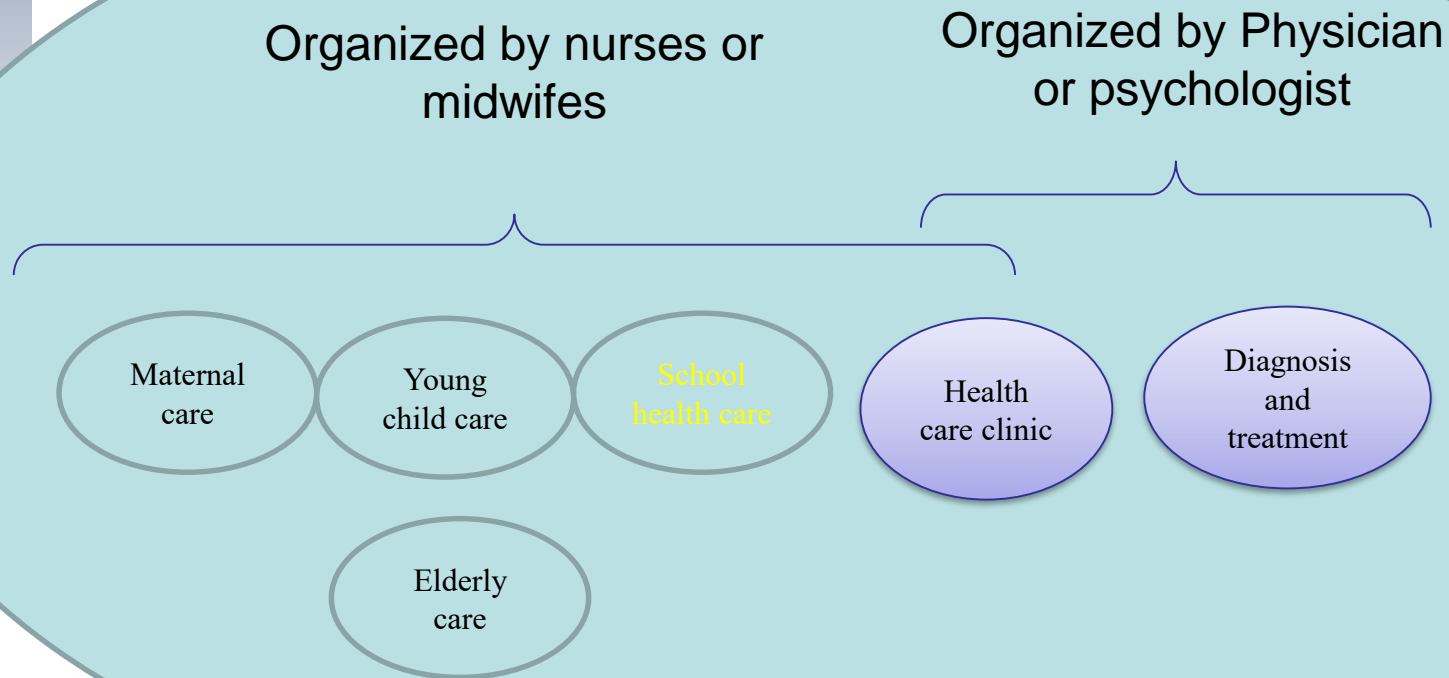 Organized by nurses or
midwifes
Organized by Physician
or psychologist
Maternal
care
Young
child care
School
health care
Health
care clinic
Diagnosis
and
treatment
Elderly
care